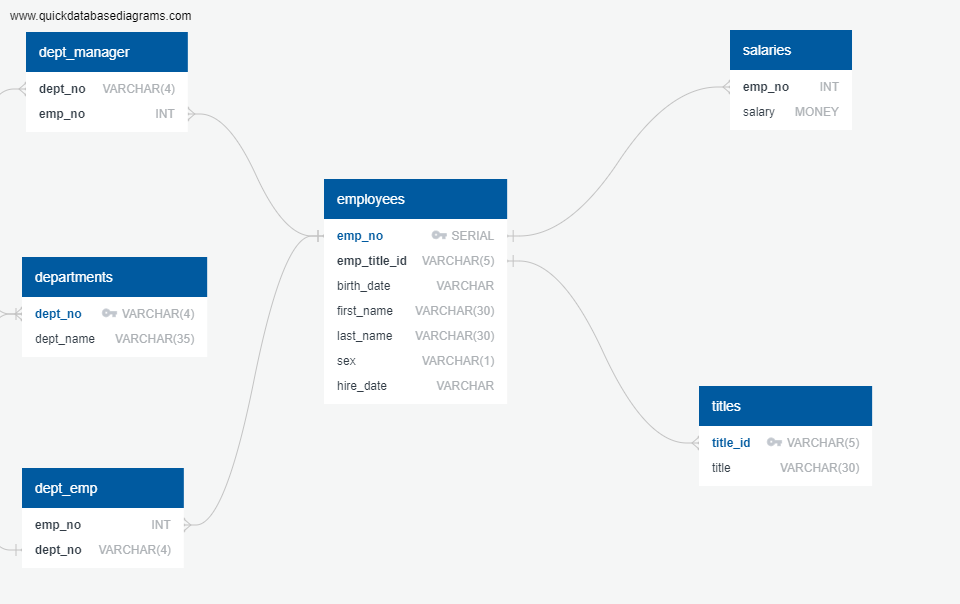 www.quickdatabasediagrams.com
dept_manager
dept_no VARCHAR(4)
emp_no INT
departments
dept_no VARCHAR(4)
dept_name VARCHAR(35)
dept_emp
emp_no INT
dept_no VARCHAR(4)
employees
emp_no SERIAL
emp_title_id VARCHAR(5)
birth_date VARCHAR
first_name VARCHAR(30)
last_name VARCHAR(30)
sex VARCHAR(1)
hire_date VARCHAR
salaries
emp_no INT
salary MONEY
titles
title_id VARCHAR(5)
title VARCHAR(30)